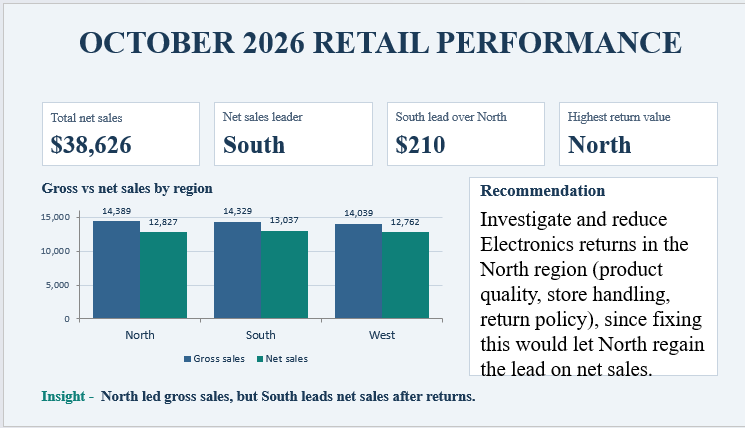 OCTOBER 2026 RETAIL PERFORMANCE
Total net sales
$38,626
Net sales leader
South
South lead over North
$210
Highest return value
North
Gross vs net sales by region
15,000
10,000
5,000
0
14,389
12,827
14,329
13,037
14,039
12,762
North
South
West
Gross sales
Net sales
Recommendation
Investigate and reduce
Electronics returns in the
North region (product
quality, store handling,
return policy), since fixing
this would let North regain
the lead on net sales.
Insight - North led gross sales, but South leads net sales after returns.